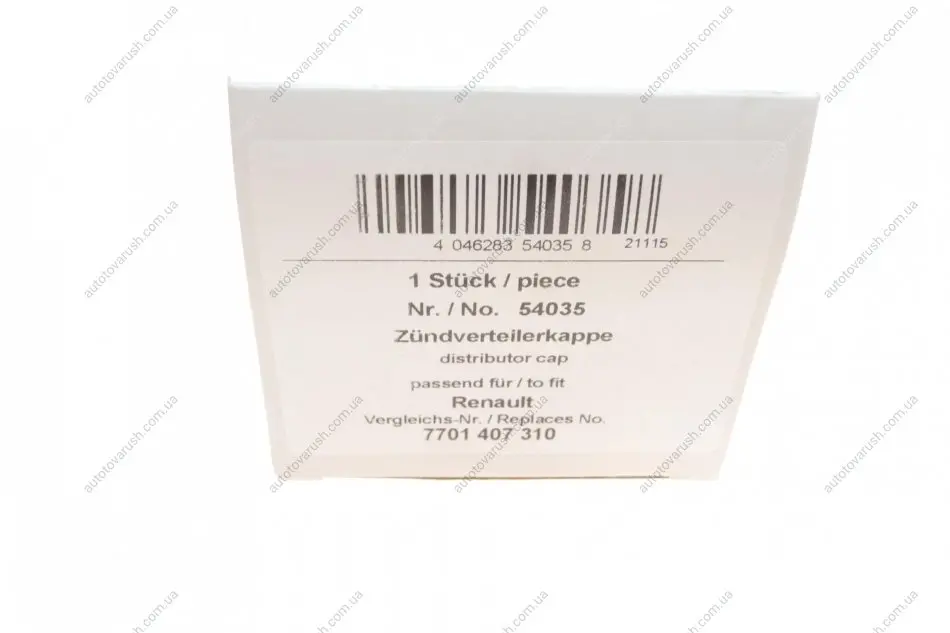 4 046283 54035 8 21115
1 Stück / piece
Nr. / No. 54035
Zündverteilerkappe
distributor cap
passend für / to fit
Renault
Vergleichs-Nr. / Replaces No.
7701 407 310
autotovarush.com.ua